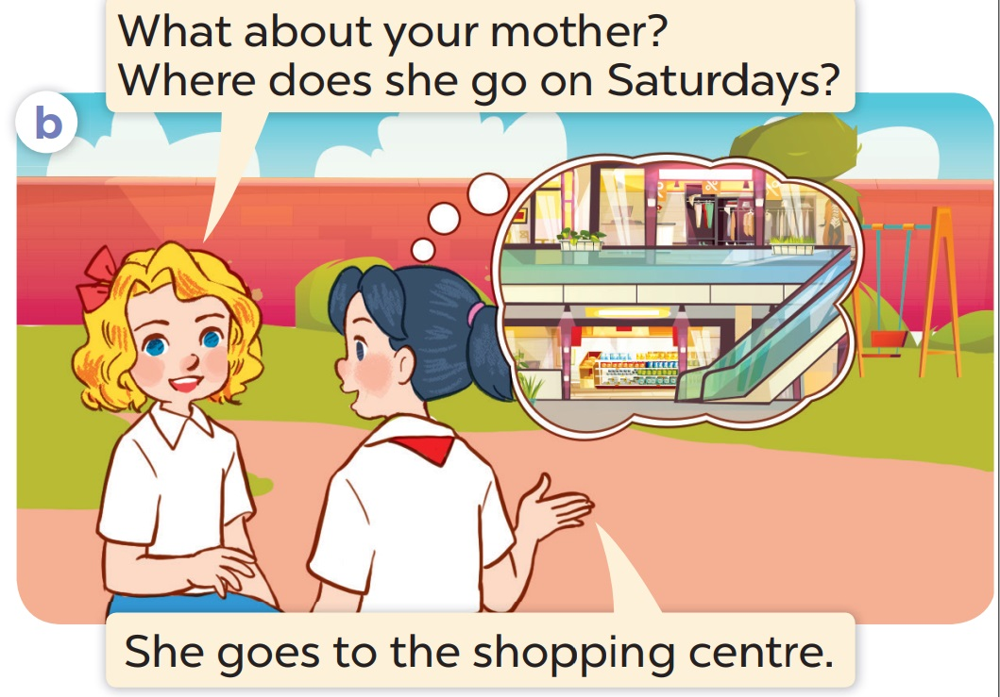 What about your mother?
Where does she go on Saturdays?
b
She goes to the shopping centre.